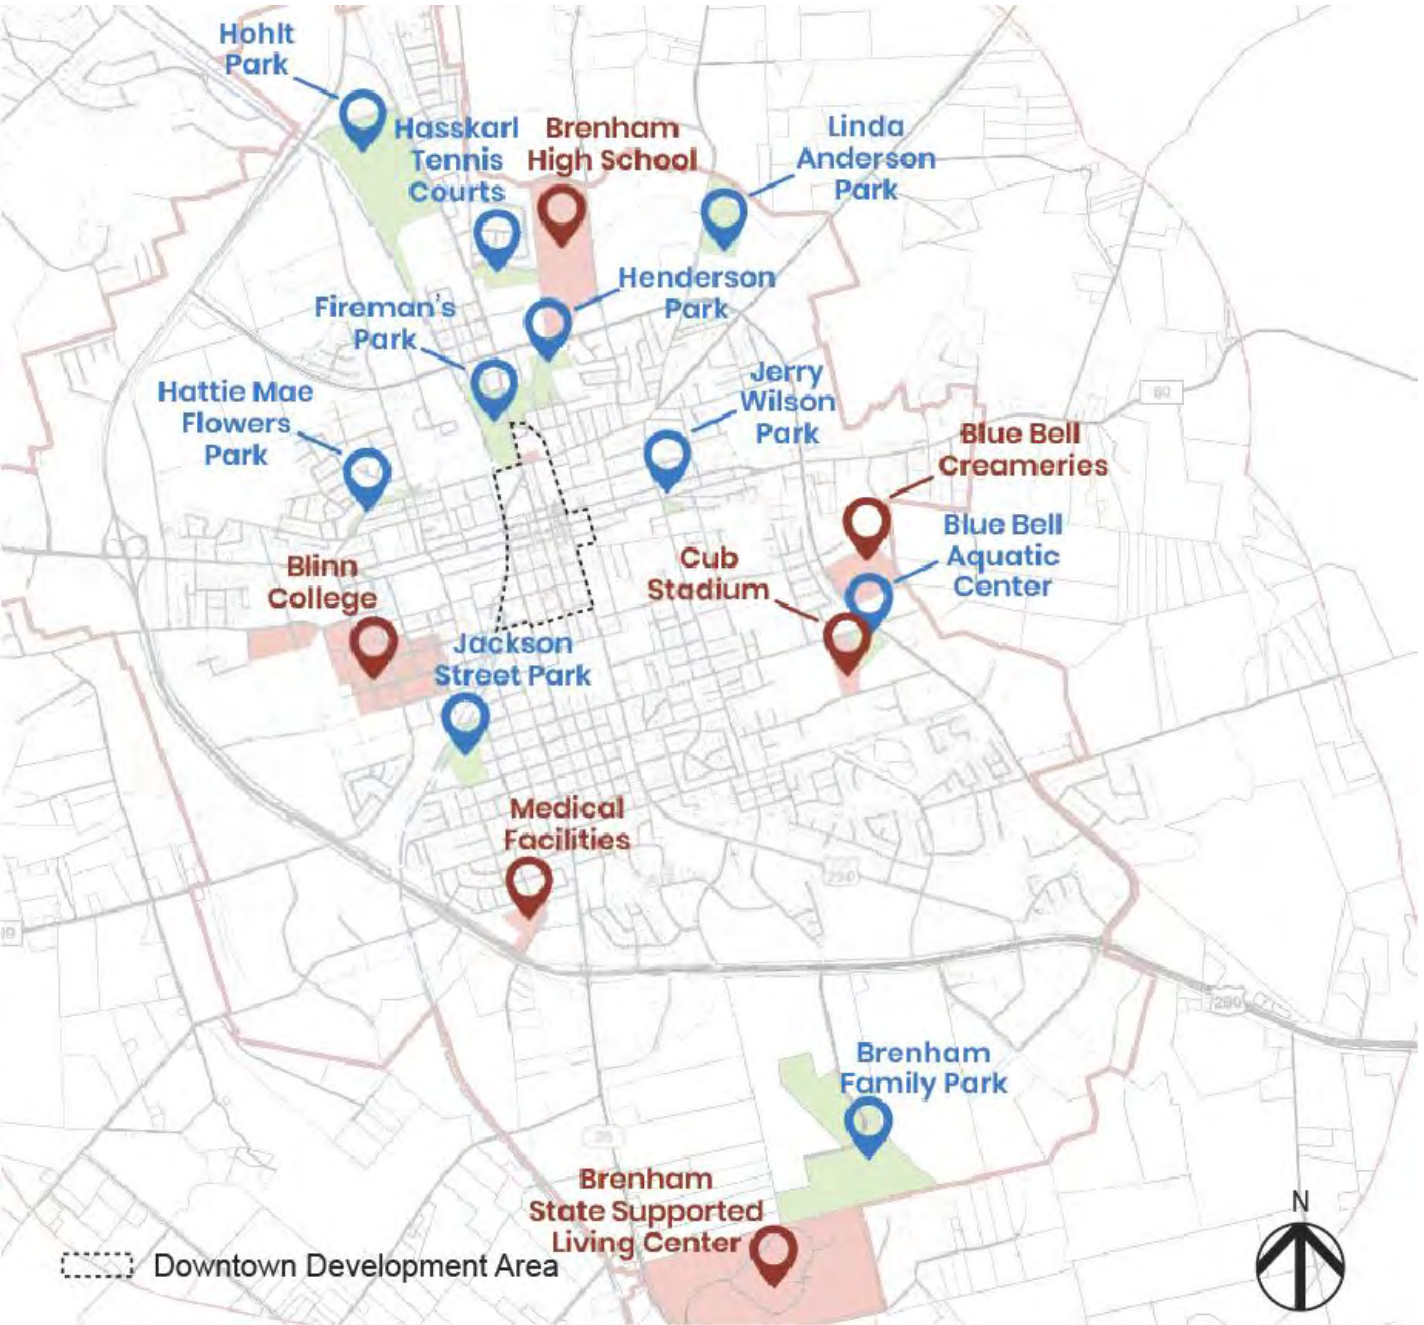 Hohlt
Park
Hasskarl
Tennis
Courts
Brenham
High School
Linda
Anderson
Park
Henderson
Park
Fireman's
Park
Hattie Mae
Flowers
Park
Jerry
Wilson
Park
Blue Bell
Creameries
Blue Bell
Aquatic
Center
Cub
Stadium
Blinn
College
Jackson
Street Park
Medical
Facilities
290
290
Brenham
Family Park
Brenham
State Supported
Living Center
Downtown Development Area
N